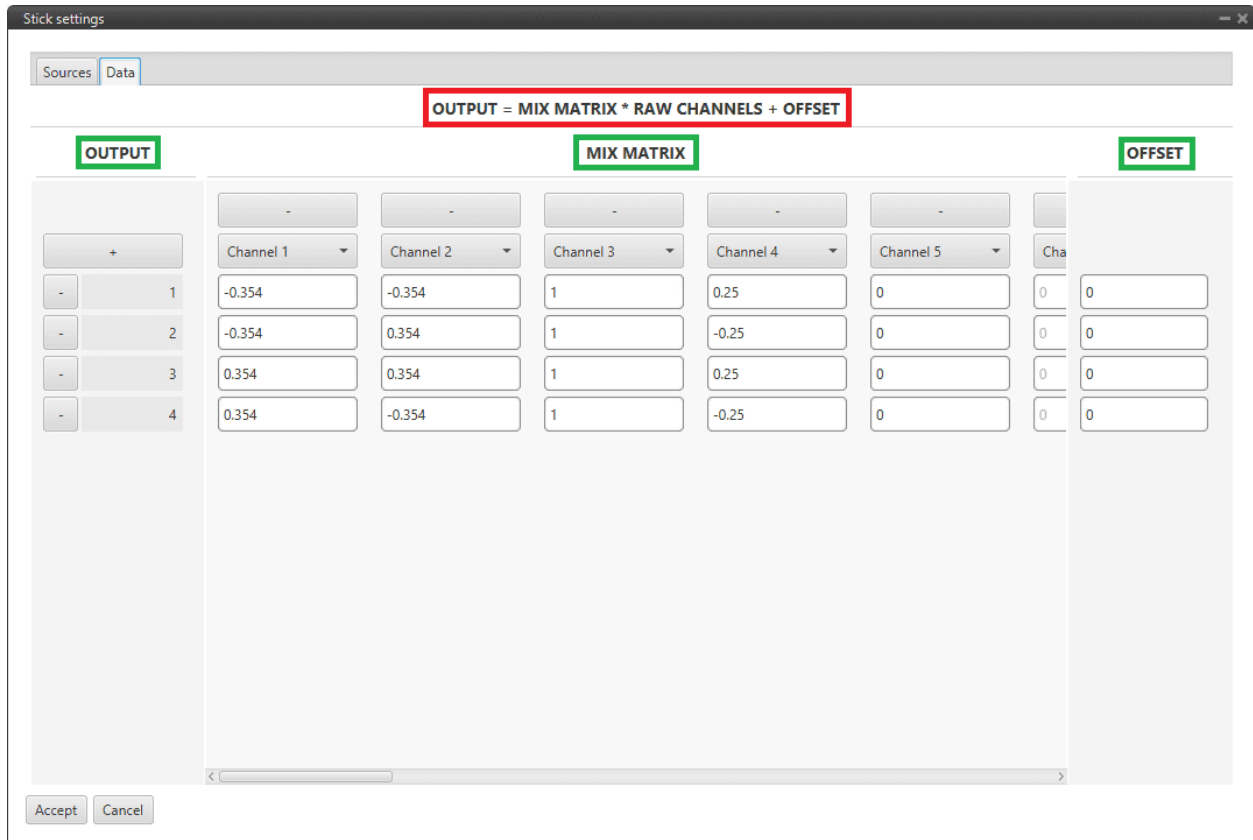 Stick settings
Sources Data
OUTPUT = MIX MATRIX * RAW CHANNELS + OFFSET
OUTPUT MIX MATRIX OFFSET
- - - - -
+ Channel 1 Channel 2 Channel 3 Channel 4 Channel 5 Cha
- 1 -0.354 -0.354 1 0.25 0 0 0
- 2 -0.354 0.354 1 -0.25 0 0 0
- 3 0.354 0.354 1 0.25 0 0 0
- 4 0.354 -0.354 1 -0.25 0 0 0
Accept Cancel